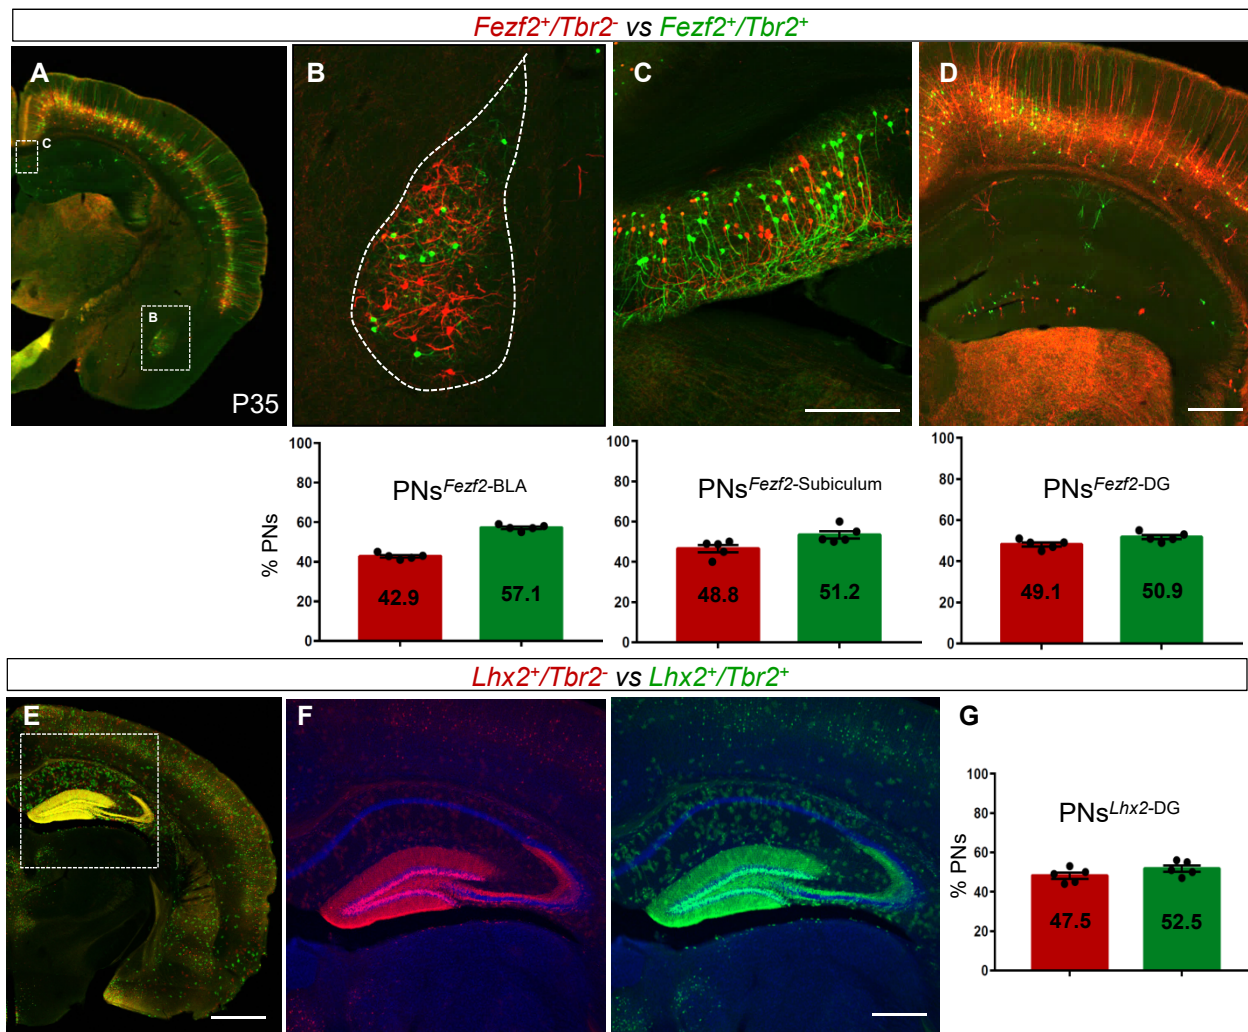 Fezf2+/Tbr2- vs Fezf2+/Tbr2+
A
B
C
D
C
B
P35
100
80
60
40
20
0
% PNs
PNsFezf2-BLA
42.9
57.1
100
80
60
40
20
0
PNsFezf2-Subiculum
48.8
51.2
100
80
60
40
20
0
PNsFezf2-DG
49.1
50.9
Lhx2+/Tbr2- vs Lhx2+/Tbr2+
E
F
G
100
80
60
40
20
0
% PNs
PNsLhx2-DG
47.5
52.5